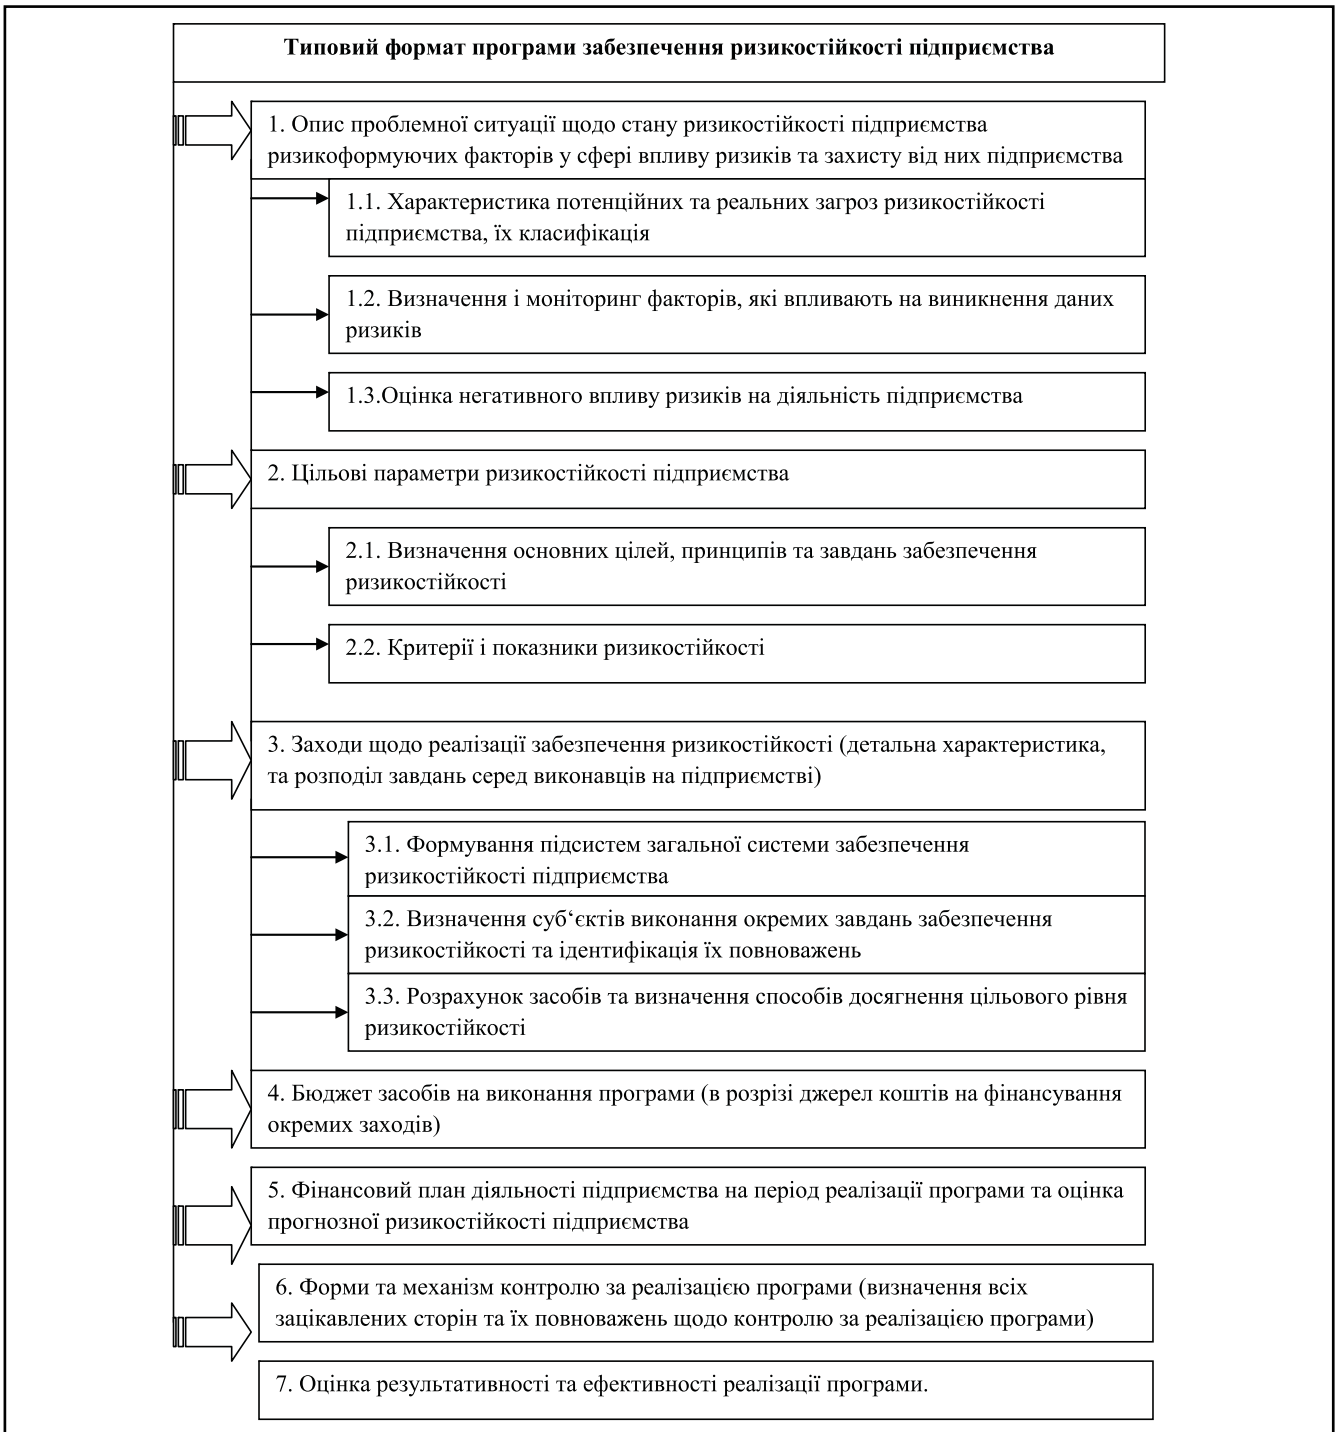 Типовий формат програми забезпечення ризикостійкості підприємства
1. Опис проблемної ситуації щодо стану ризикостійкості підприємства
ризикоформуючих факторів у сфері впливу ризиків та захисту від них підприємства
1.1. Характеристика потенційних та реальних загроз ризикостійкості
підприємства, їх класифікація
1.2. Визначення і моніторинг факторів, які впливають на виникнення даних
ризиків
1.3.Оцінка негативного впливу ризиків на діяльність підприємства
2. Цільові параметри ризикостійкості підприємства
2.1. Визначення основних цілей, принципів та завдань забезпечення
ризикостійкості
2.2. Критерії і показники ризикостійкості
3. Заходи щодо реалізації забезпечення ризикостійкості (детальна характеристика,
та розподіл завдань серед виконавців на підприємстві)
3.1. Формування підсистем загальної системи забезпечення
ризикостійкості підприємства
3.2. Визначення суб‘єктів виконання окремих завдань забезпечення
ризикостійкості та ідентифікація їх повноважень
3.3. Розрахунок засобів та визначення способів досягнення цільового рівня
ризикостійкості
4. Бюджет засобів на виконання програми (в розрізі джерел коштів на фінансування
окремих заходів)
5. Фінансовий план діяльності підприємства на період реалізації програми та оцінка
прогнозної ризикостійкості підприємства
6. Форми та механізм контролю за реалізацією програми (визначення всіх
зацікавлених сторін та їх повноважень щодо контролю за реалізацією програми)
7. Оцінка результативності та ефективності реалізації програми.